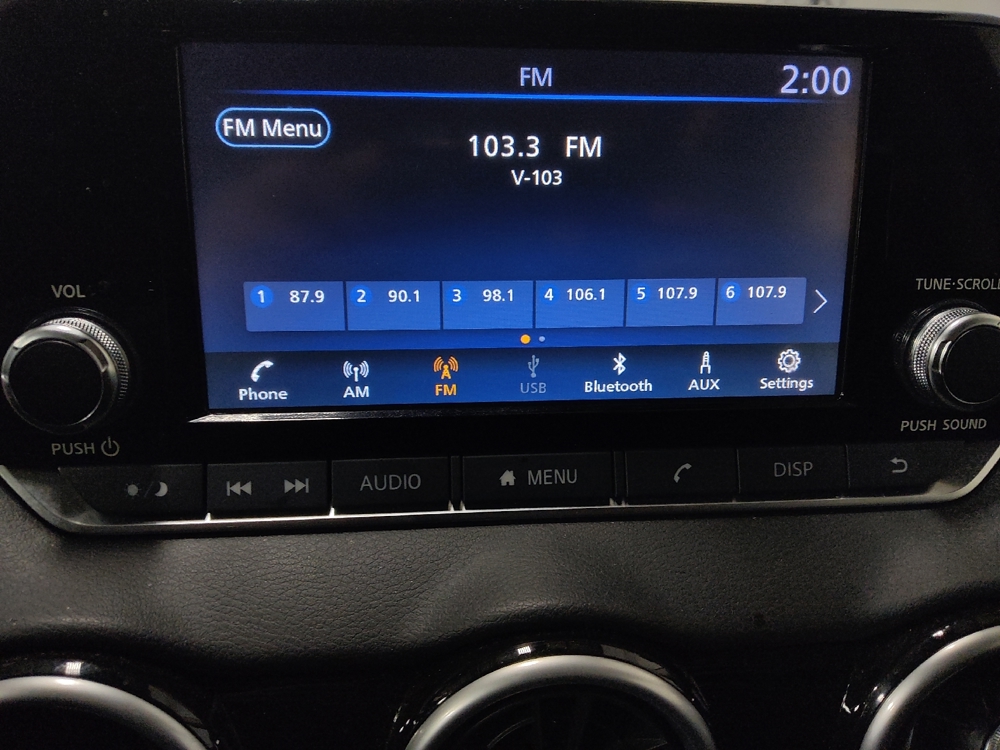 FM
2:00
FM Menu
103.3 FM
V-103
1 87.9
2 90.1
3 98.1
4 106.1
5 107.9
6 107.9
Phone
AM
FM
USB
Bluetooth
AUX
Settings
VOL
PUSH
TUNE·SCROLL
PUSH SOUND
AUDIO
MENU
DISP